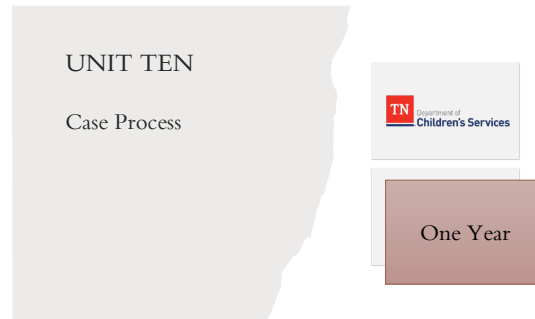 UNIT TEN
Case Process
TN
Department of
Children's Services
One Year